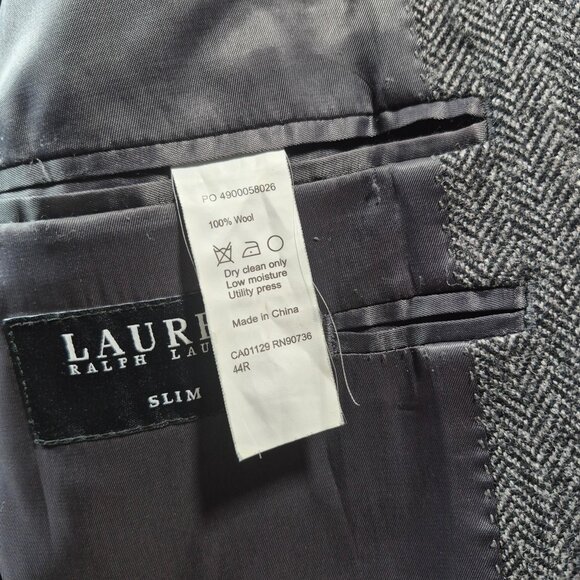 PO 4900058026
100% Wool
Dry clean only
Low moisture
Utility press
Made in China
CA01129 RN90736
44R
LAURE
RALPH LAU
SLIM